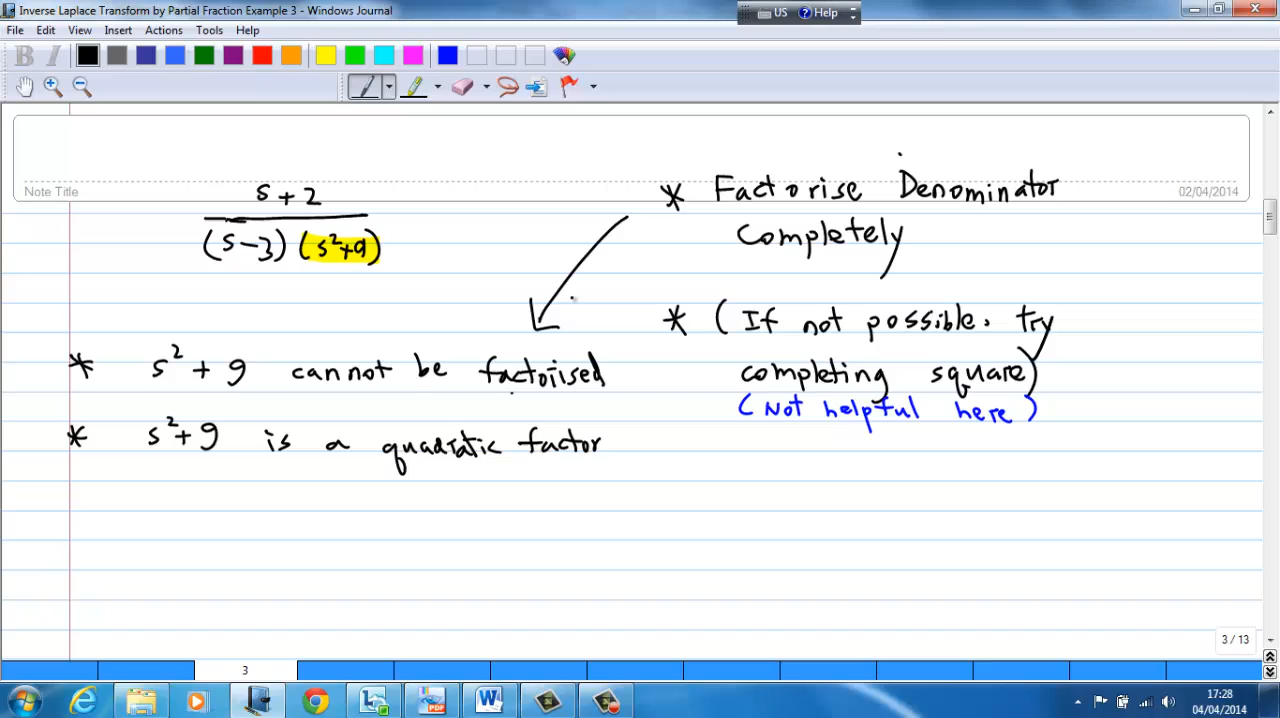 Inverse Laplace Transform by Partial Fraction Example 3 - Windows Journal
US Help
File Edit View Insert Actions Tools Help
B I
Note Title
02/04/2014
s + 2
(s-3) (s²+9)
* Factorise Denominator
Completely
* (If not possible, try
completing square)
(Not helpful here)
* s² + 9 cannot be factorised
* s²+9 is a quadratic factor
3 / 13
3
17:28
04/04/2014